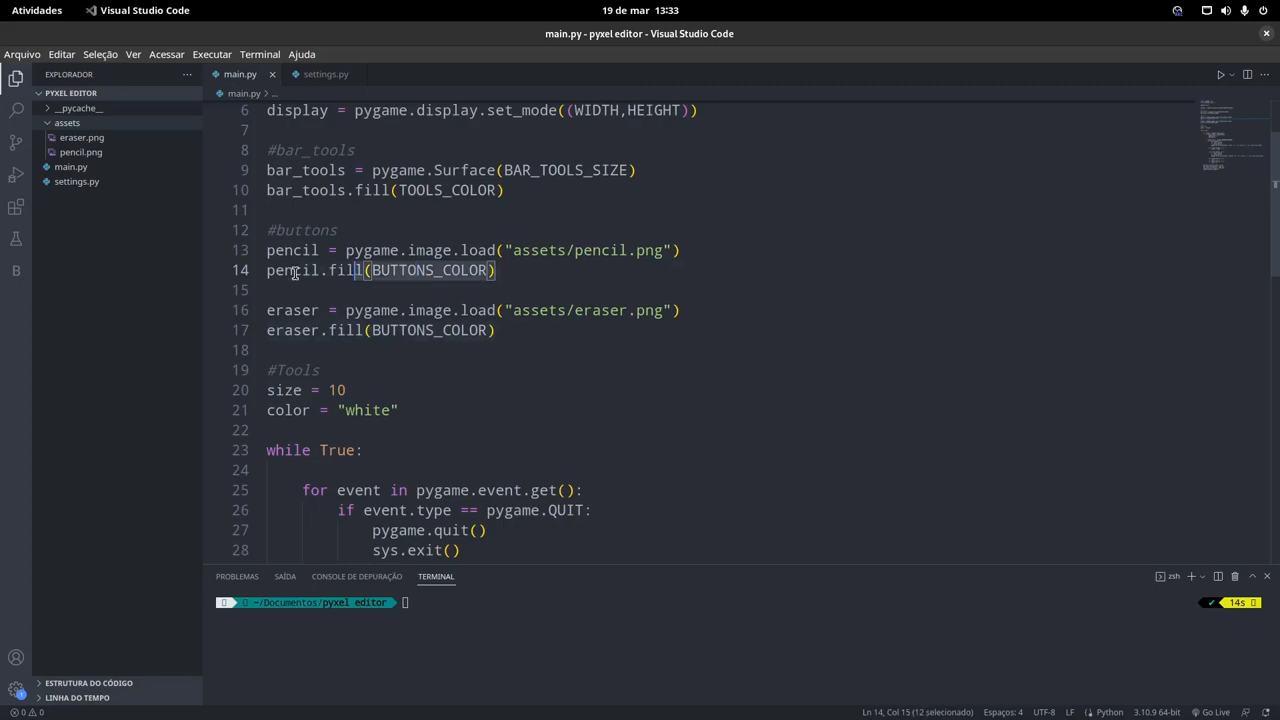 Atividades
Visual Studio Code
19 de mar 13:33
main.py - pyxel editor - Visual Studio Code
Arquivo Editar Seleção Ver Acessar Executar Terminal Ajuda
EXPLORADOR
PYXEL EDITOR
__pycache__
assets
eraser.png
pencil.png
main.py
settings.py
ESTRUTURA DO CÓDIGO
LINHA DO TEMPO
main.py
settings.py
main.py > ...
6 display = pygame.display.set_mode((WIDTH,HEIGHT))
7
8 #bar_tools
9 bar_tools = pygame.Surface(BAR_TOOLS_SIZE)
10 bar_tools.fill(TOOLS_COLOR)
11
12 #buttons
13 pencil = pygame.image.load("assets/pencil.png")
14 pencil.fill(BUTTONS_COLOR)
15
16 eraser = pygame.image.load("assets/eraser.png")
17 eraser.fill(BUTTONS_COLOR)
18
19 #Tools
20 size = 10
21 color = "white"
22
23 while True:
24
25 for event in pygame.event.get():
26 if event.type == pygame.QUIT:
27 pygame.quit()
28 sys.exit()
PROBLEMAS SAÍDA CONSOLE DE DEPURAÇÃO TERMINAL
zsh
~/Documentos/pyxel editor
✔ 14s
0 0
Ln 14, Col 15 (12 selecionado) Espaços: 4 UTF-8 LF Python 3.10.9 64-bit Go Live